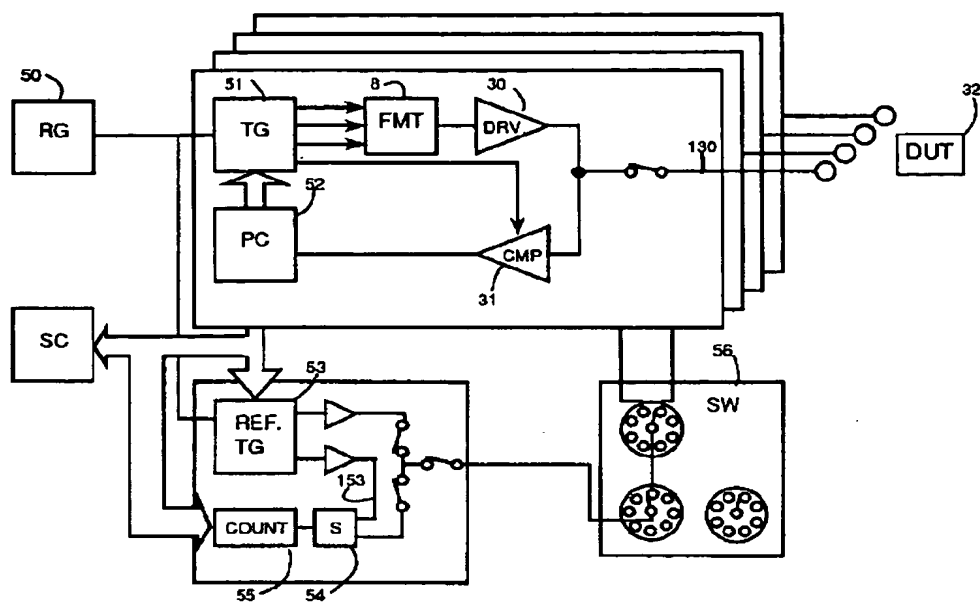 50
RG
51
TG
8
FMT
30
DRV
130
32
DUT
52
PC
CMP
31
SC
53
REF.
TG
153
COUNT
S
55
54
56
SW